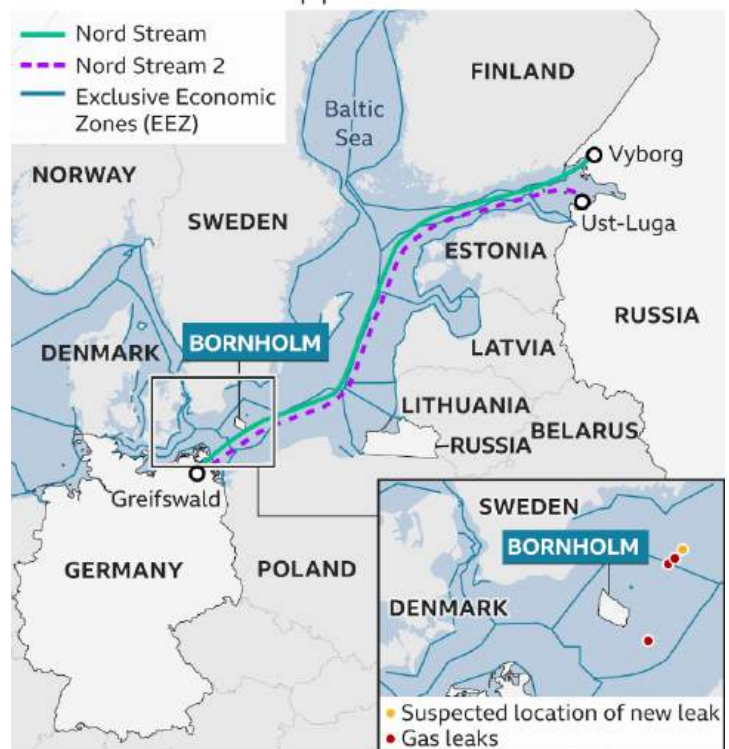 Nord Stream
Nord Stream 2
Exclusive Economic
Zones (EEZ)
FINLAND
Baltic
Sea
Vyborg
NORWAY
SWEDEN
Ust-Luga
ESTONIA
RUSSIA
DENMARK
BORNHOLM
LATVIA
LITHUANIA
RUSSIA
BELARUS
Greifswald
GERMANY
POLAND
SWEDEN
BORNHOLM
DENMARK
Suspected location of new leak
Gas leaks